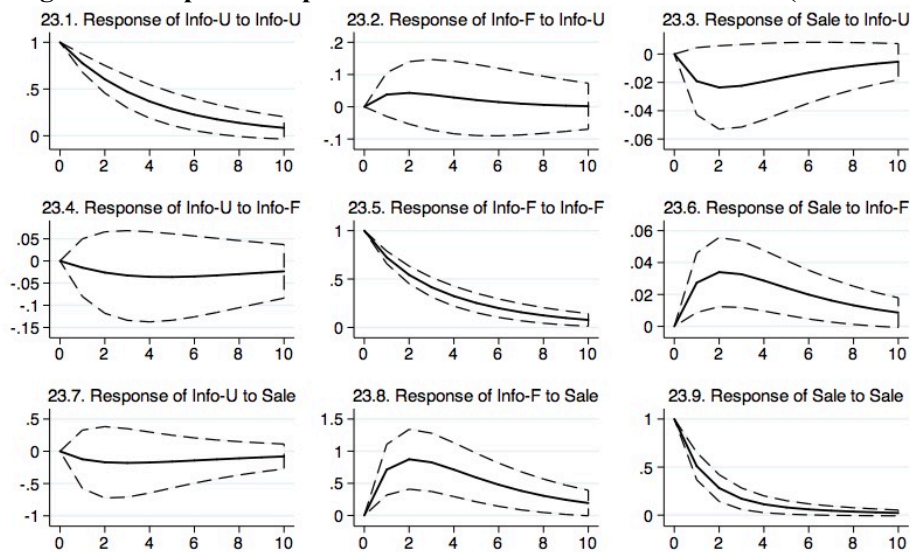 23.1. Response of Info-U to Info-U
1
.5
0
0 2 4 6 8 10
23.2. Response of Info-F to Info-U
.2
.1
0
-.1
0 2 4 6 8 10
23.3. Response of Sale to Info-U
0
-.02
-.04
-.06
0 2 4 6 8 10
23.4. Response of Info-U to Info-F
.05
0
-.05
-.1
-.15
0 2 4 6 8 10
23.5. Response of Info-F to Info-F
1
.5
0
0 2 4 6 8 10
23.6. Response of Sale to Info-F
.06
.04
.02
0
0 2 4 6 8 10
23.7. Response of Info-U to Sale
.5
0
-.5
-1
0 2 4 6 8 10
23.8. Response of Info-F to Sale
1.5
1
.5
0
0 2 4 6 8 10
23.9. Response of Sale to Sale
1
.5
0
0 2 4 6 8 10